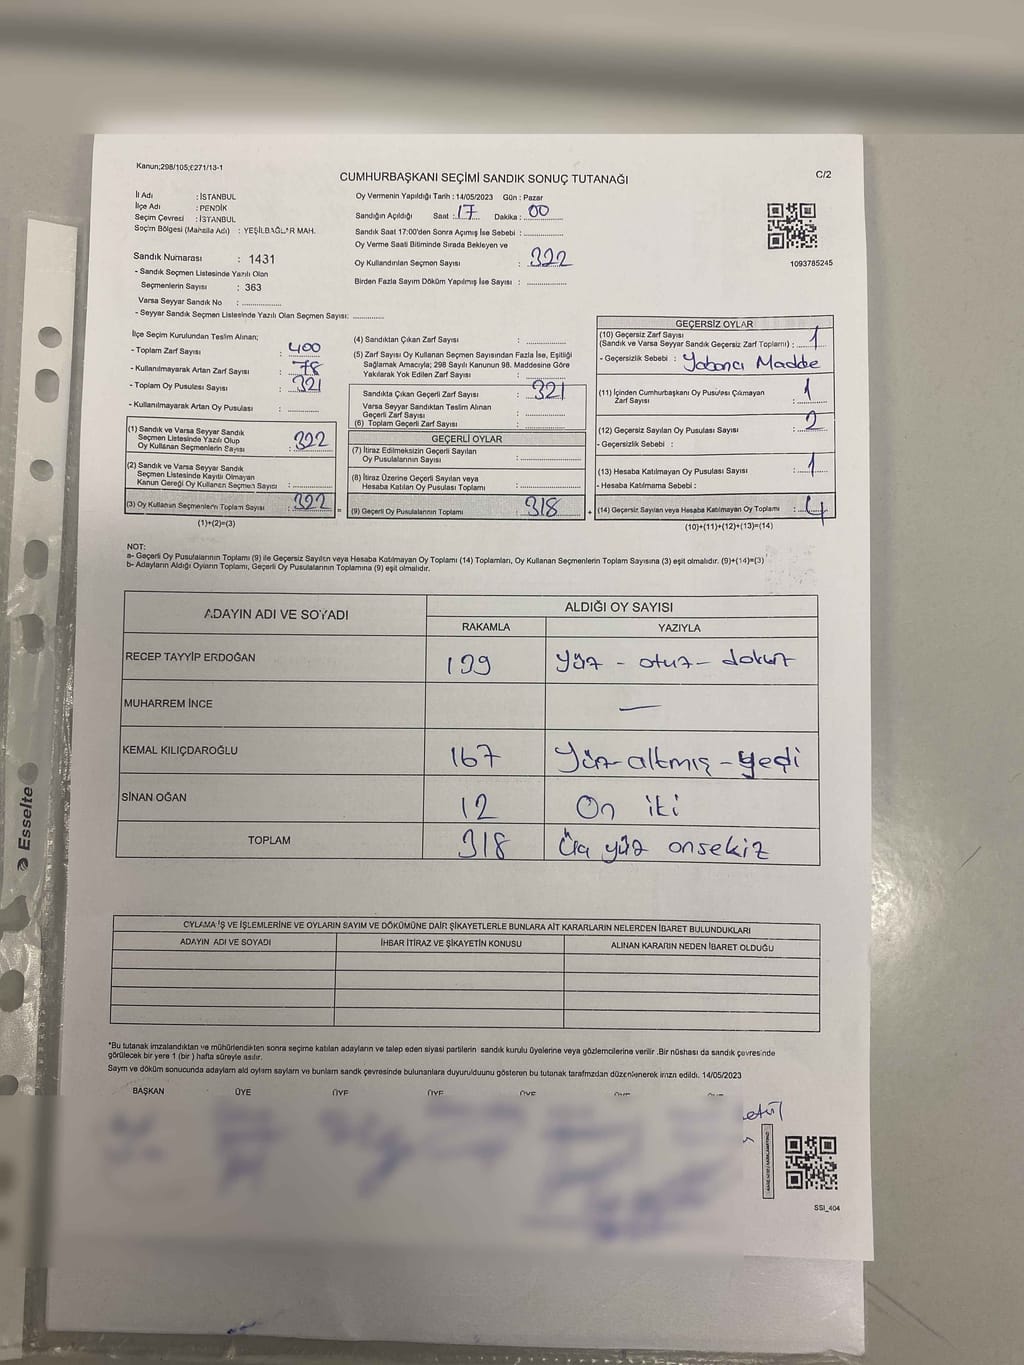 Kanun;298/105;6271/13-1
CUMHURBAŞKANI SEÇİMİ SANDIK SONUÇ TUTANAĞI
C/2
İl Adı : İSTANBUL
İlçe Adı : PENDİK
Seçim Çevresi : İSTANBUL
Seçim Bölgesi (Mahalle Adı) : YEŞİLBAĞLAR MAH.
Sandık Numarası : 1431
- Sandık Seçmen Listesinde Yazılı Olan
Seçmenlerin Sayısı : 363
Varsa Seyyar Sandık No : ..............
- Seyyar Sandık Seçmen Listesinde Yazılı Olan Seçmen Sayısı: ............
Oy Vermenin Yapıldığı Tarih : 14/05/2023 Gün : Pazar
Sandığın Açıldığı Saat : 17 Dakika : 00
Sandık Saat 17:00'den Sonra Açımış İse Sebebi : ..............
Oy Verme Saati Bitiminde Sırada Bekleyen ve
Oy Kullandırılan Seçmen Sayısı : 322
Birden Fazla Sayım Döküm Yapılmış İse Sayısı : ..............
1093785245
İlçe Seçim Kurulundan Teslim Alınan;
- Toplam Zarf Sayısı : 400
- Kullanılmayarak Artan Zarf Sayısı : 78
- Toplam Oy Pusulası Sayısı : 321
- Kullanılmayarak Artan Oy Pusulası : ..........
(1) Sandık ve Varsa Seyyar Sandık
Seçmen Listesinde Yazılı Olup
Oy Kullanan Seçmenlerin Sayısı : 322
(2) Sandık ve Varsa Seyyar Sandık
Seçmen Listesinde Kayıtlı Olmayan
Kanun Gereği Oy Kullanan Seçmen Sayısı : ..........
(3) Oy Kullanan Seçmenlerin Toplam Sayısı : 322
(1)+(2)=(3)
(4) Sandıktan Çıkan Zarf Sayısı : ..............
(5) Zarf Sayısı Oy Kullanan Seçmen Sayısından Fazla İse, Eşitliği
Sağlamak Amacıyla; 298 Sayılı Kanunun 98. Maddesine Göre
Yakılarak Yok Edilen Zarf Sayısı : ..............
Sandıkta Çıkan Geçerli Zarf Sayısı : 321
Varsa Seyyar Sandıktan Teslim Alınan
Geçerli Zarf Sayısı : ..............
(6) Toplam Geçerli Zarf Sayısı : ..............
GEÇERLİ OYLAR
(7) İtiraz Edilmeksizin Geçerli Sayılan
Oy Pusulalarının Sayısı : ..............
(8) İtiraz Üzerine Geçerli Sayılan veya
Hesaba Katılan Oy Pusulası Toplamı : ..............
(9) Geçerli Oy Pusulalarının Toplamı : 318
GEÇERSİZ OYLAR
(10) Geçersiz Zarf Sayısı
(Sandık ve Varsa Seyyar Sandık Geçersiz Zarf Toplamı) : 1
- Geçersizlik Sebebi : Yabancı Madde
(11) İçinden Cumhurbaşkanı Oy Pusulası Çıkmayan
Zarf Sayısı : 1
(12) Geçersiz Sayılan Oy Pusulası Sayısı : 2
- Geçersizlik Sebebi :
(13) Hesaba Katılmayan Oy Pusulası Sayısı : 1
- Hesaba Katılmama Sebebi :
(14) Geçersiz Sayılan veya Hesaba Katılmayan Oy Toplamı : 4
(10)+(11)+(12)+(13)=(14)
NOT:
a- Geçerli Oy Pusulalarının Toplamı (9) ile Geçersiz Sayılan veya Hesaba Katılmayan Oy Toplamı (14) Toplamları, Oy Kullanan Seçmenlerin Toplam Sayısına (3) eşit olmalıdır. (9)+(14)=(3)
b- Adayların Aldığı Oyların Toplamı, Geçerli Oy Pusulalarının Toplamına (9) eşit olmalıdır.
ADAYIN ADI VE SOYADI ALDIĞI OY SAYISI
RAKAMLA YAZIYLA
RECEP TAYYİP ERDOĞAN 139 Yüz - otuz - dokuz
MUHARREM İNCE —
KEMAL KILIÇDAROĞLU 167 Yüz-altmış-yedi
SİNAN OĞAN 12 On iki
TOPLAM 318 Üç yüz onsekiz
OYLAMA İŞ VE İŞLEMLERİNE VE OYLARIN SAYIM VE DÖKÜMÜNE DAİR ŞİKAYETLERLE BUNLARA AİT KARARLARIN NELERDEN İBARET BULUNDUKLARI
ADAYIN ADI VE SOYADI İHBAR İTİRAZ VE ŞİKAYETİN KONUSU ALINAN KARARIN NEDEN İBARET OLDUĞU
*Bu tutanak imzalandıktan ve mühürlendikten sonra seçime katılan adayların ve talep eden siyasi partilerin sandık kurulu üyelerine veya gözlemcilerine verilir .Bir nüshası da sandık çevresinde
görülecek bir yere 1 (bir ) hafta süreyle asılır.
Sayım ve döküm sonucunda adayların aldı oyların sayların ve bunların sandk çevresinde bulunanlara duyurulduunu gösteren bu tutanak tarafmzdan düzenlenerek imza edildi. 14/05/2023
BAŞKAN ÜYE ÜYE ÜYE ÜYE ÜYE ÜYE
SSI_404
Esselte